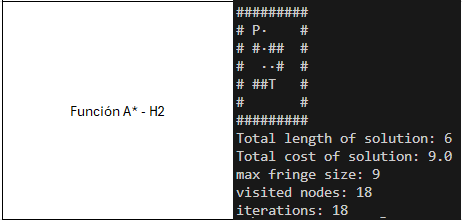 Función A* - H2
#########
# P·    #
# #·##  #
#  ··#  #
# ##T   #
#       #
#########
Total length of solution: 6
Total cost of solution: 9.0
max fringe size: 9
visited nodes: 18
iterations: 18